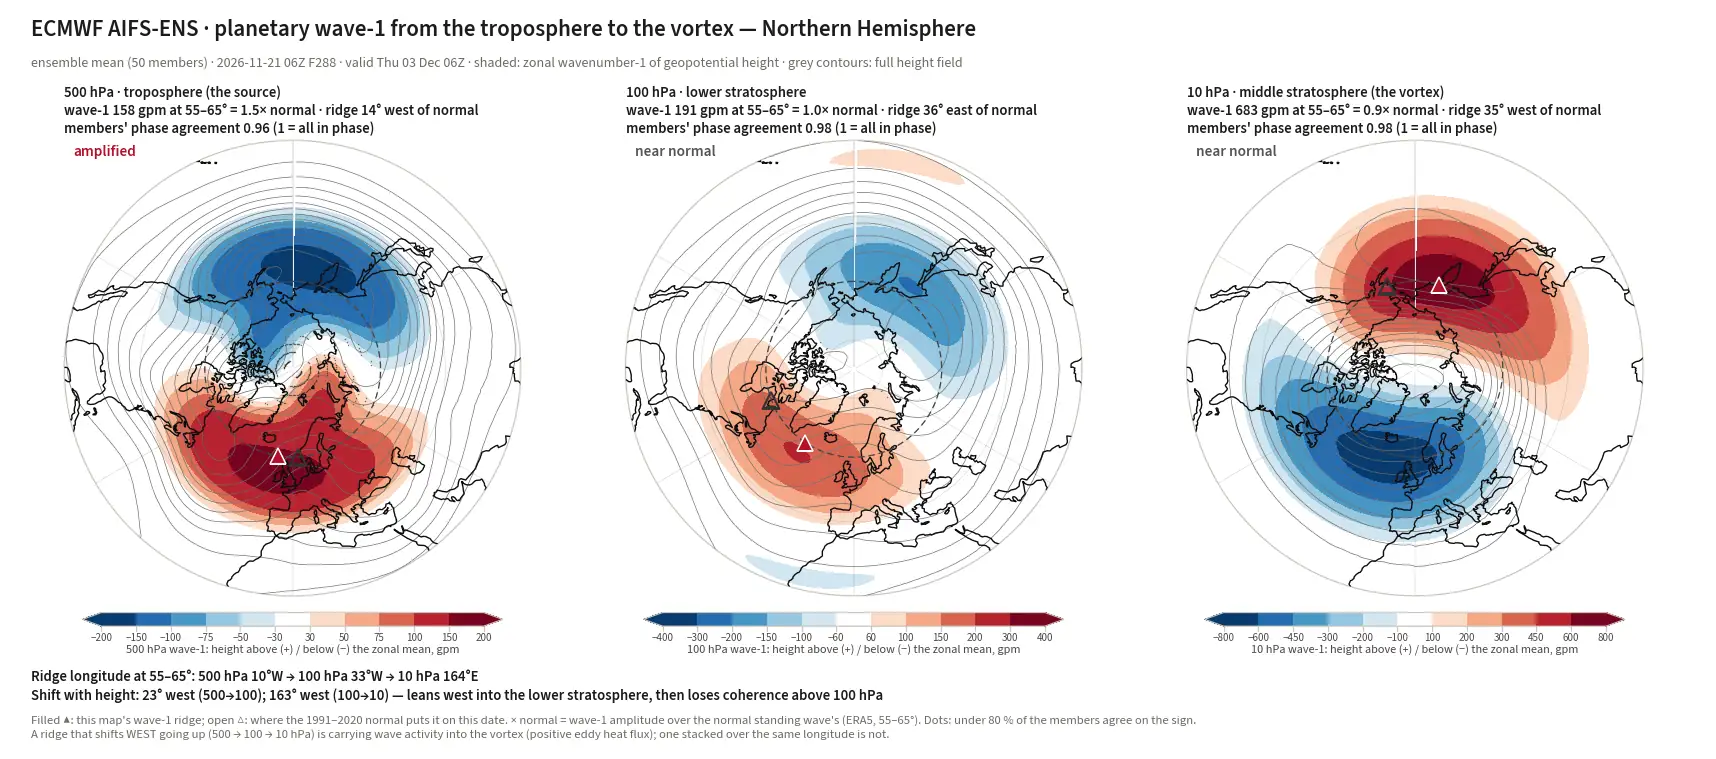 ECMWF AIFS-ENS · planetary wave-1 from the troposphere to the vortex — Northern Hemisphere
ensemble mean (50 members) · 2026-11-21 06Z F288 · valid Thu 03 Dec 06Z · shaded: zonal wavenumber-1 of geopotential height · grey contours: full height field
500 hPa · troposphere (the source)
wave-1 158 gpm at 55–65° = 1.5× normal · ridge 14° west of normal
members' phase agreement 0.96 (1 = all in phase)
amplified
100 hPa · lower stratosphere
wave-1 191 gpm at 55–65° = 1.0× normal · ridge 36° east of normal
members' phase agreement 0.98 (1 = all in phase)
near normal
10 hPa · middle stratosphere (the vortex)
wave-1 683 gpm at 55–65° = 0.9× normal · ridge 35° west of normal
members' phase agreement 0.98 (1 = all in phase)
near normal
−200 −150 −100 −75 −50 −30 30 50 75 100 150 200
500 hPa wave-1: height above (+) / below (−) the zonal mean, gpm
−400 −300 −200 −150 −100 −60 60 100 150 200 300 400
100 hPa wave-1: height above (+) / below (−) the zonal mean, gpm
−800 −600 −450 −300 −200 −100 100 200 300 450 600 800
10 hPa wave-1: height above (+) / below (−) the zonal mean, gpm
Ridge longitude at 55–65°: 500 hPa 10°W → 100 hPa 33°W → 10 hPa 164°E
Shift with height: 23° west (500→100); 163° west (100→10) — leans west into the lower stratosphere, then loses coherence above 100 hPa
Filled ▲: this map's wave-1 ridge; open △: where the 1991–2020 normal puts it on this date. × normal = wave-1 amplitude over the normal standing wave's (ERA5, 55–65°). Dots: under 80 % of the members agree on the sign.
A ridge that shifts WEST going up (500 → 100 → 10 hPa) is carrying wave activity into the vortex (positive eddy heat flux); one stacked over the same longitude is not.